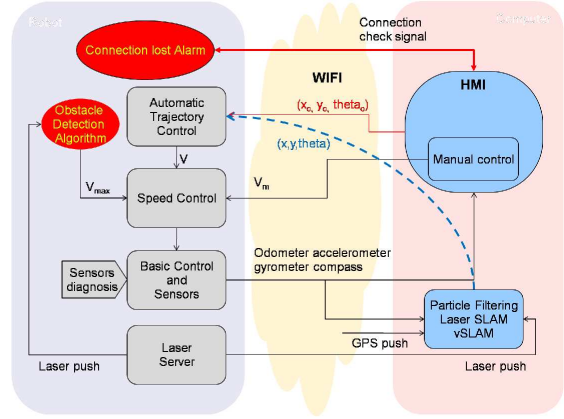 Robot
Computer
Connection
check signal
Connection lost Alarm
WIFI
HMI
Obstacle
Detection
Algorithm
Automatic
Trajectory
Control
(xc, yc, thetac)
(x,y,theta)
Manual control
V
Vmax
Speed Control
Vm
Sensors
diagnosis
Basic Control
and
Sensors
Odometer accelerometer
gyrometer compass
Particle Filtering
Laser SLAM
vSLAM
GPS push
Laser
Server
Laser push
Laser push